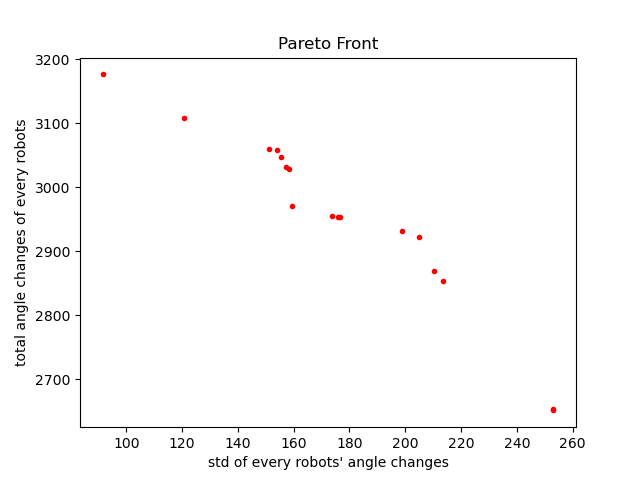 Pareto Front
total angle changes of every robots
3200
3100
3000
2900
2800
2700
100 120 140 160 180 200 220 240 260
std of every robots' angle changes